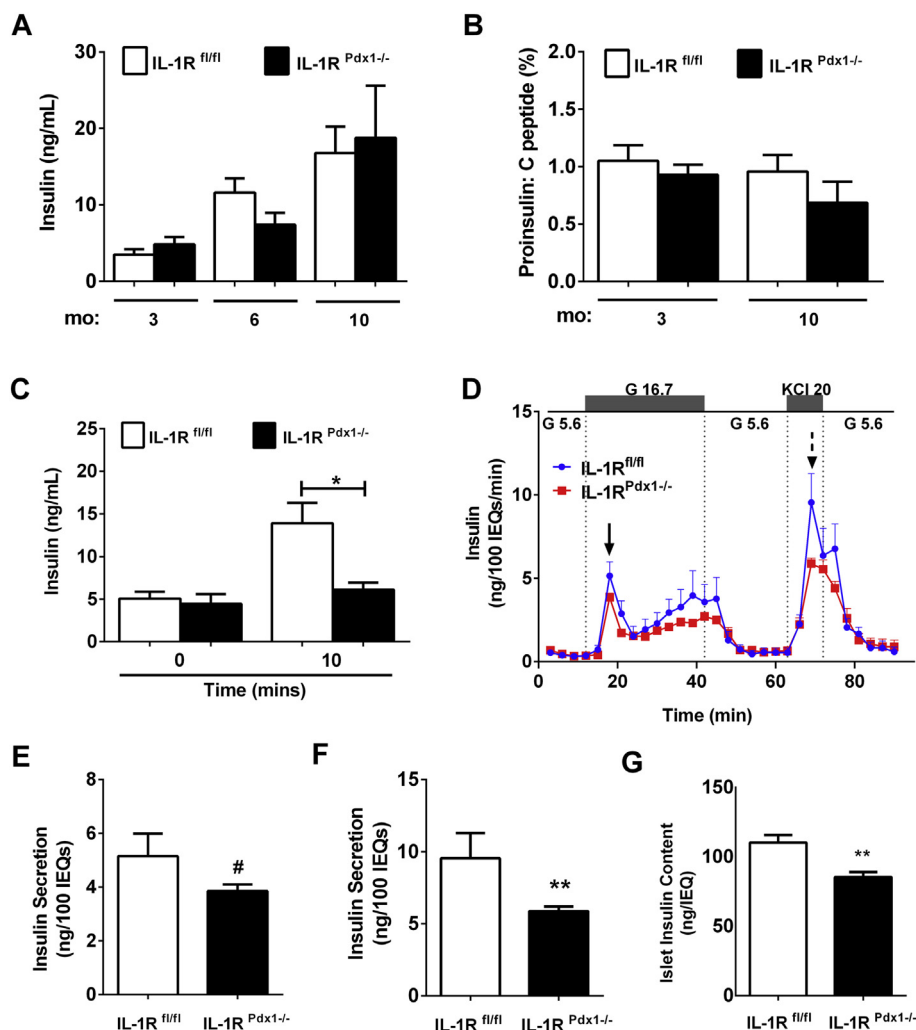 A
30
20
10
0
Insulin (ng/mL)
IL-1R fl/fl
IL-1R Pdx1-/-
mo: 3 6 10
B
2.0
1.5
1.0
0.5
0.0
Proinsulin: C peptide (%)
IL-1R fl/fl
IL-1R Pdx1-/-
mo: 3 10
C
25
20
15
10
5
0
Insulin (ng/mL)
IL-1R fl/fl
IL-1R Pdx1-/-
*
0 10
Time (mins)
D
G 16.7
KCl 20
G 5.6
G 5.6
G 5.6
15
10
5
0
Insulin
(ng/100 IEQs/min)
IL-1R fl/fl
IL-1R Pdx1-/-
0 20 40 60 80
Time (min)
E
8
6
4
2
0
Insulin Secretion
(ng/100 IEQs)
#
IL-1R fl/fl IL-1R Pdx1-/-
F
15
10
5
0
Insulin Secretion
(ng/100 IEQs)
**
IL-1R fl/fl IL-1R Pdx1-/-
G
150
100
50
0
Islet Insulin Content
(ng/IEQ)
**
IL-1R fl/fl IL-1R Pdx1-/-